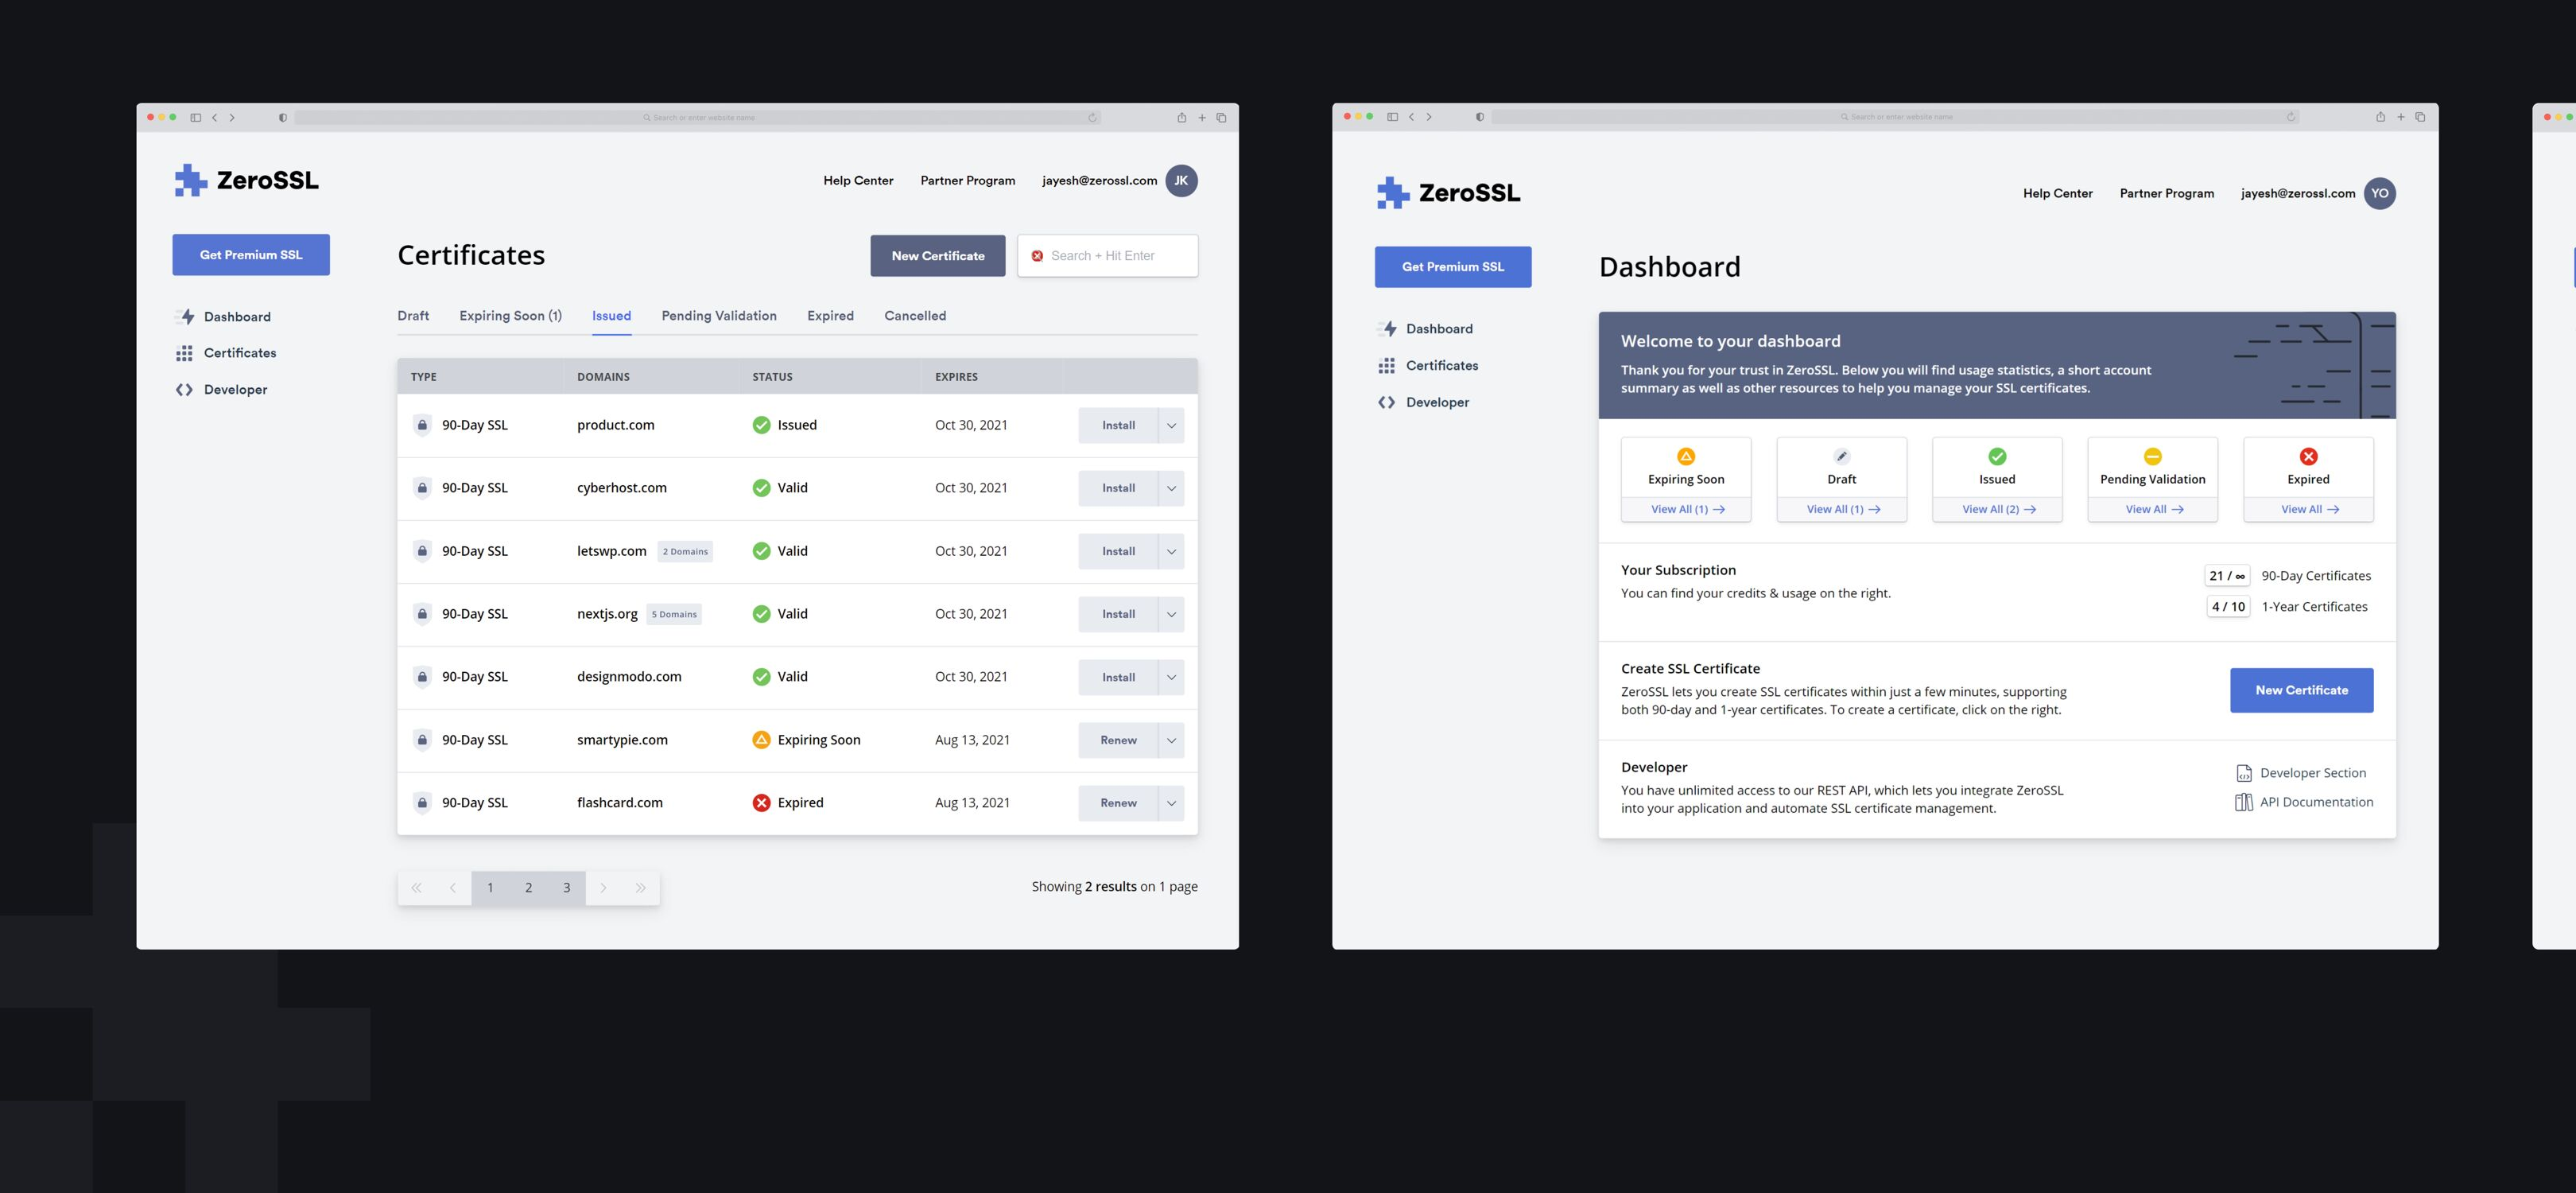 Search or enter website name
ZeroSSL
Help Center
Partner Program
jayesh@zerossl.com
JK
Get Premium SSL
Dashboard
Certificates
Developer
Certificates
New Certificate
Search + Hit Enter
Draft
Expiring Soon (1)
Issued
Pending Validation
Expired
Cancelled
TYPE DOMAINS STATUS EXPIRES
90-Day SSL product.com Issued Oct 30, 2021 Install
90-Day SSL cyberhost.com Valid Oct 30, 2021 Install
90-Day SSL letswp.com 2 Domains Valid Oct 30, 2021 Install
90-Day SSL nextjs.org 5 Domains Valid Oct 30, 2021 Install
90-Day SSL designmodo.com Valid Oct 30, 2021 Install
90-Day SSL smartypie.com Expiring Soon Aug 13, 2021 Renew
90-Day SSL flashcard.com Expired Aug 13, 2021 Renew
1 2 3
Showing 2 results on 1 page
Search or enter website name
ZeroSSL
Help Center
Partner Program
jayesh@zerossl.com
YO
Get Premium SSL
Dashboard
Certificates
Developer
Dashboard
Welcome to your dashboard
Thank you for your trust in ZeroSSL. Below you will find usage statistics, a short account
summary as well as other resources to help you manage your SSL certificates.
Expiring Soon
View All (1)
Draft
View All (1)
Issued
View All (2)
Pending Validation
View All
Expired
View All
Your Subscription
You can find your credits & usage on the right.
21 / ∞ 90-Day Certificates
4 / 10 1-Year Certificates
Create SSL Certificate
ZeroSSL lets you create SSL certificates within just a few minutes, supporting
both 90-day and 1-year certificates. To create a certificate, click on the right.
New Certificate
Developer
You have unlimited access to our REST API, which lets you integrate ZeroSSL
into your application and automate SSL certificate management.
Developer Section
API Documentation